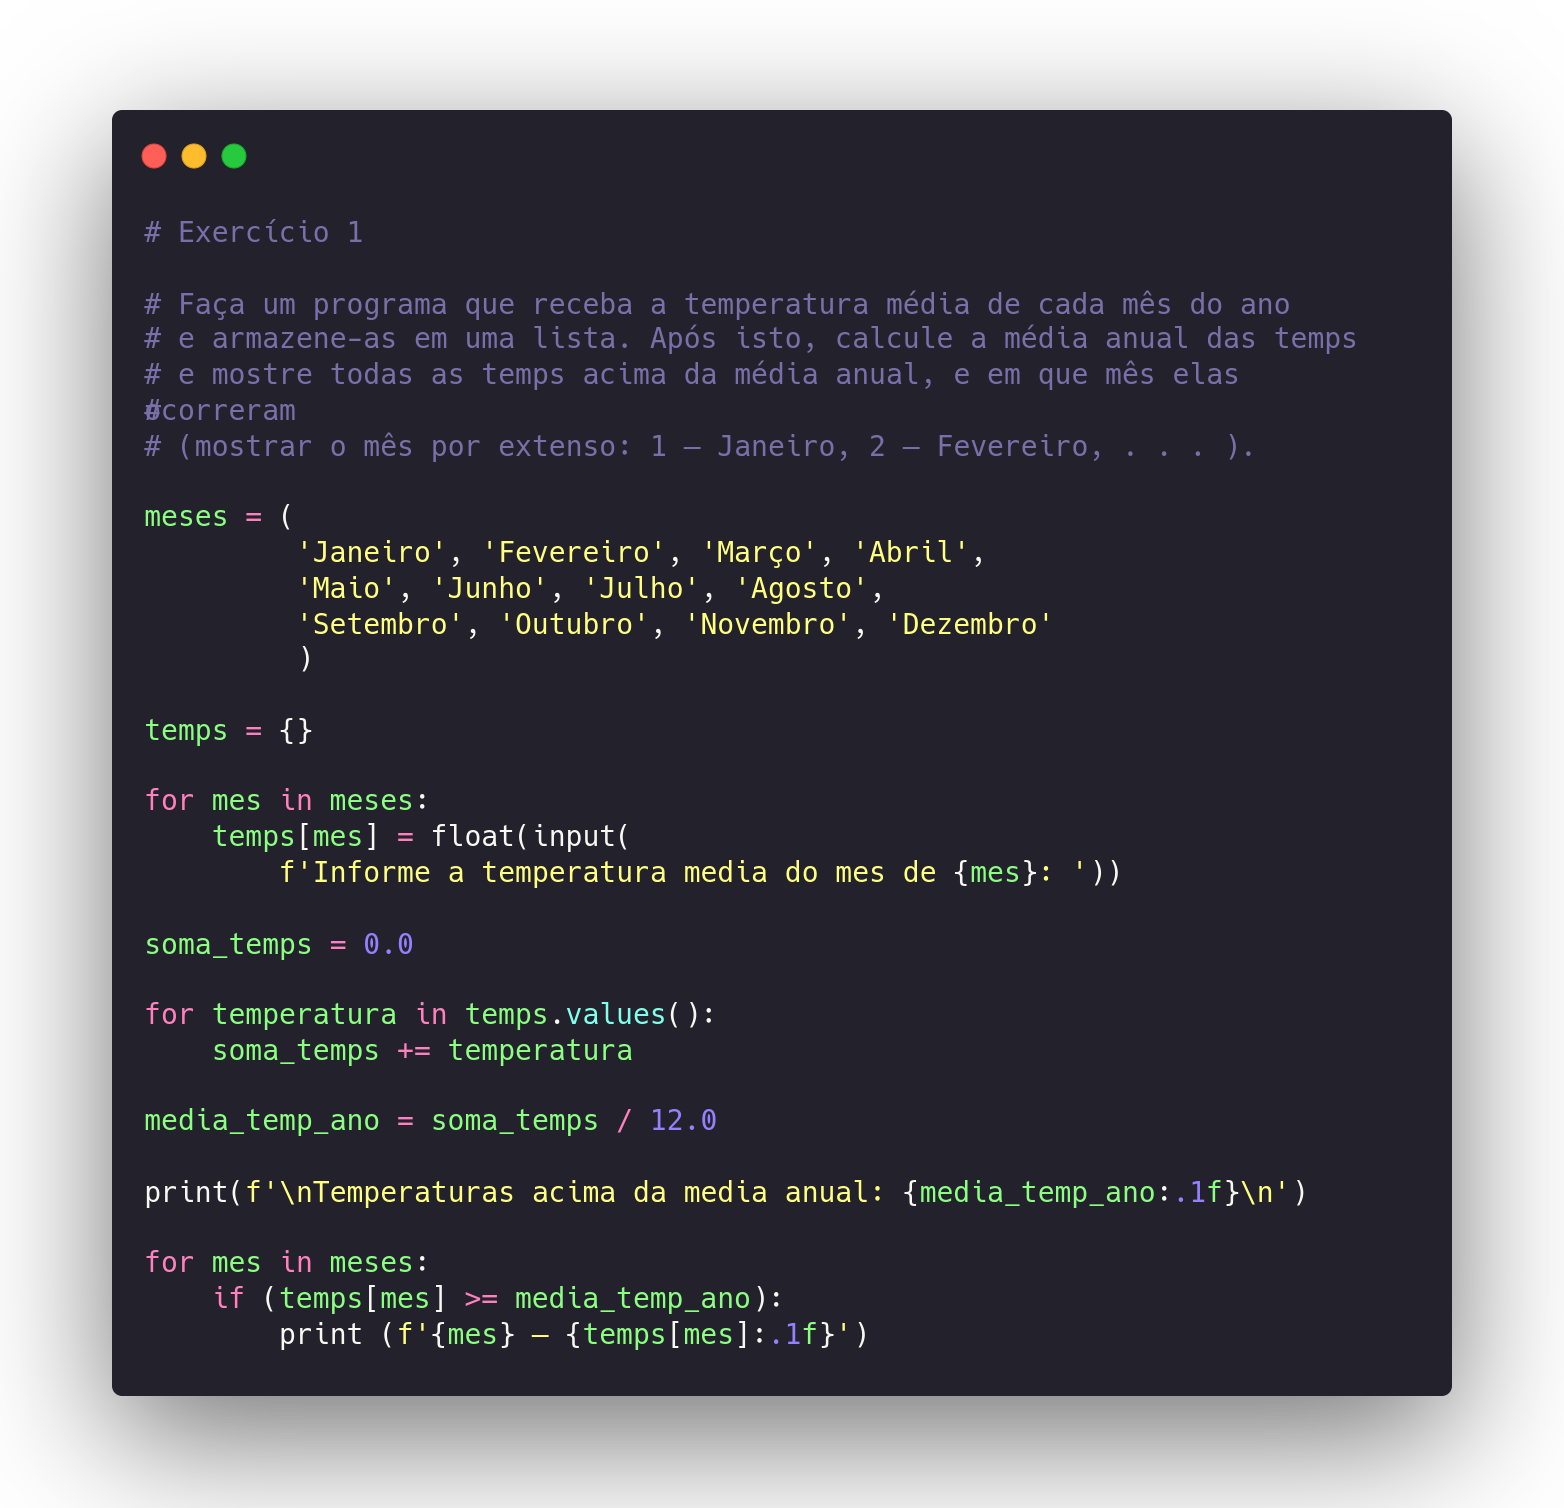 # Exercício 1
# Faça um programa que receba a temperatura média de cada mês do ano
# e armazene-as em uma lista. Após isto, calcule a média anual das temps
# e mostre todas as temps acima da média anual, e em que mês elas
#ocorreram
# (mostrar o mês por extenso: 1 – Janeiro, 2 – Fevereiro, . . . ).
meses = (
'Janeiro', 'Fevereiro', 'Março', 'Abril',
'Maio', 'Junho', 'Julho', 'Agosto',
'Setembro', 'Outubro', 'Novembro', 'Dezembro'
)
temps = {}
for mes in meses:
temps[mes] = float(input(
f'Informe a temperatura media do mes de {mes}: '))
soma_temps = 0.0
for temperatura in temps.values():
soma_temps += temperatura
media_temp_ano = soma_temps / 12.0
print(f'\nTemperaturas acima da media anual: {media_temp_ano:.1f}\n')
for mes in meses:
if (temps[mes] >= media_temp_ano):
print (f'{mes} – {temps[mes]:.1f}')